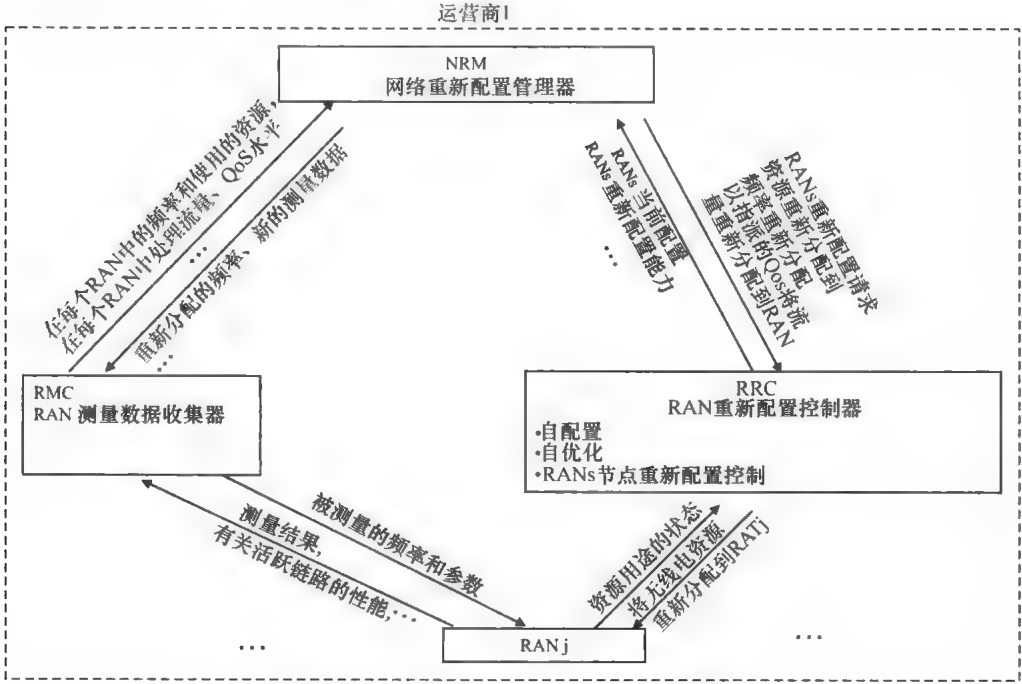 运营商1
NRM
网络重新配置管理器
在每个RAN中的频率和使用的资源,
在每个RAN中处理流量、QoS水平
…
重新分配的频率、新的测量数据
…
RANs 当前配置
RANs 重新配置能力
…
RANs重新配置请求
资源重新分配到
频率重新分配
以指派的Qos将流
量重新分配到RAN
RMC
RAN 测量数据收集器
RRC
RAN重新配置控制器
•自配置
•自优化
•RANs节点重新配置控制
测量结果,
有关活跃链路的性能,…
被测量的频率和参数
资源用途的状态
将无线电资源
重新分配到RATj
RAN j
…
…